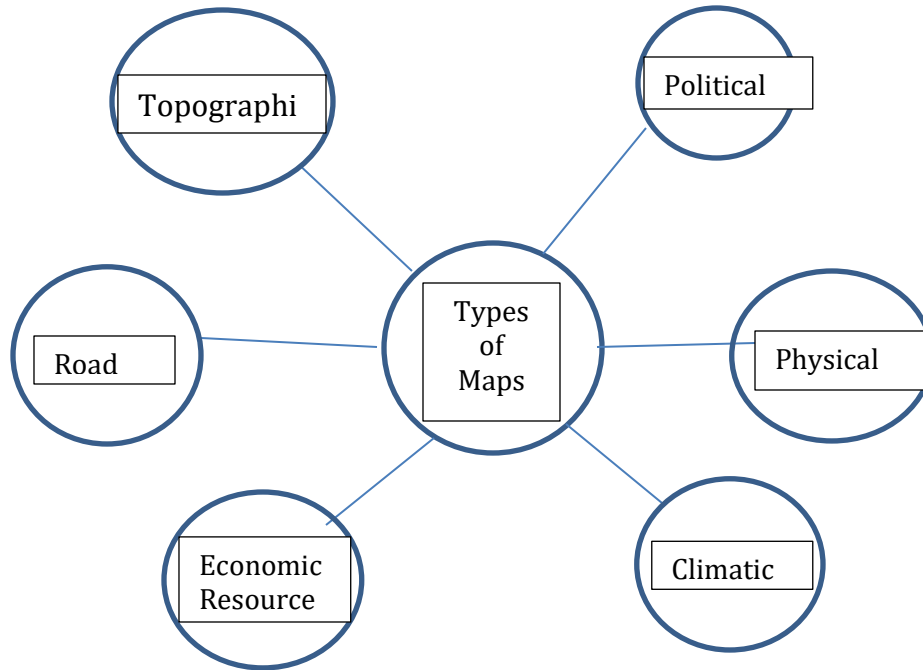 Topographi
Political
Types
of
Maps
Road
Physical
Economic
Resource
Climatic